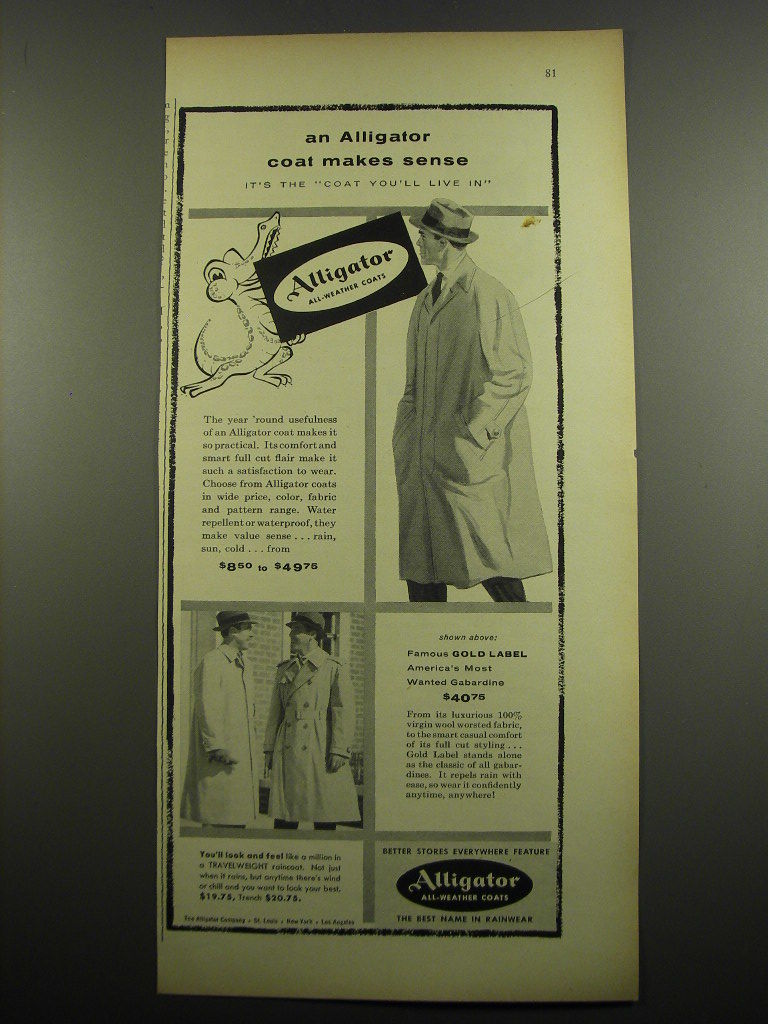 81
an Alligator
coat makes sense
IT'S THE "COAT YOU'LL LIVE IN"
Alligator
ALL-WEATHER COATS
The year 'round usefulness
of an Alligator coat makes it
so practical. Its comfort and
smart full cut flair make it
such a satisfaction to wear.
Choose from Alligator coats
in wide price, color, fabric
and pattern range. Water
repellent or waterproof, they
make value sense . . . rain,
sun, cold . . . from
$8 50 to $49 75
shown above:
Famous GOLD LABEL
America's Most
Wanted Gabardine
$40 75
From its luxurious 100%
virgin wool worsted fabric,
to the smart casual comfort
of its full cut styling . . .
Gold Label stands alone
as the classic of all gabar-
dines. It repels rain with
ease, so wear it confidently
anytime, anywhere!
You'll look and feel like a million in
a TRAVELWEIGHT raincoat. Not just
when it rains, but anytime there's wind
or chill and you want to look your best.
$19.75, Trench $20.75.
The Alligator Company • St. Louis • New York • Los Angeles
BETTER STORES EVERYWHERE FEATURE
Alligator
ALL-WEATHER COATS
THE BEST NAME IN RAINWEAR